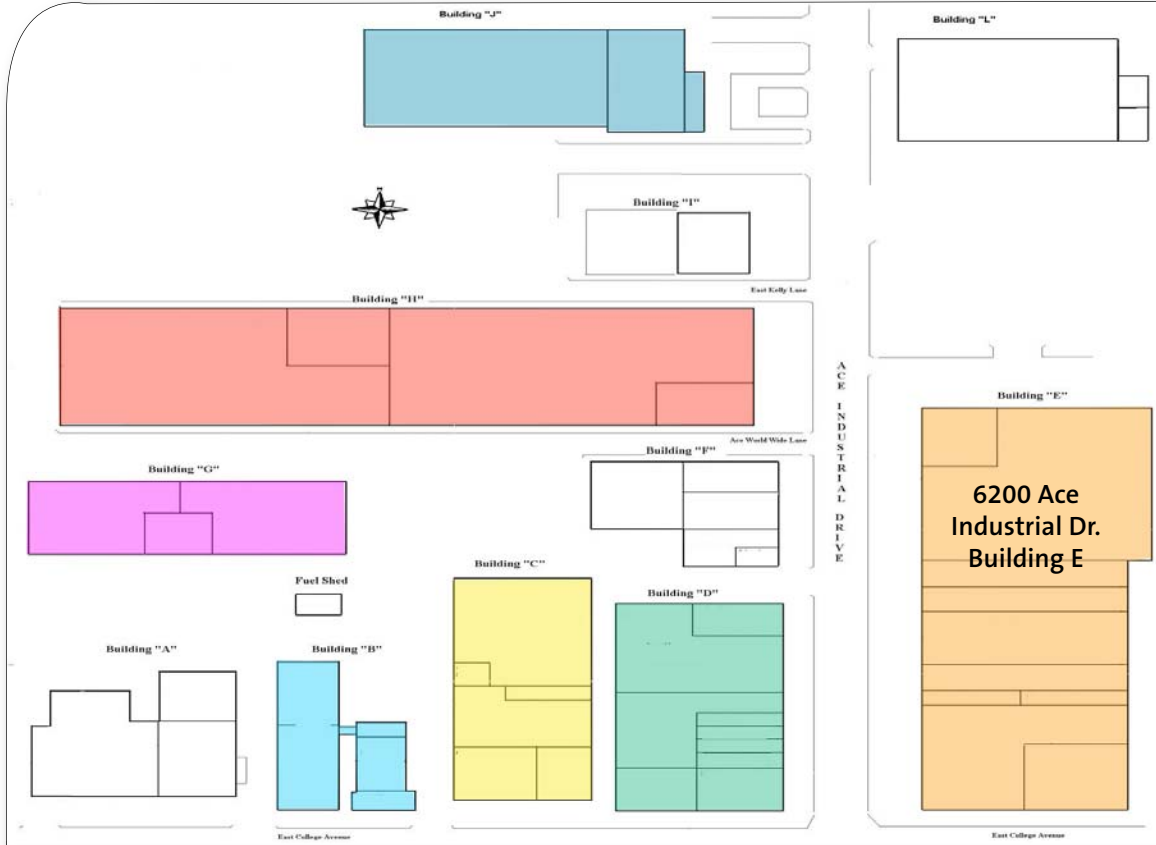 Building "J"
Building "L"
N
Building "I"
East Kelly Lane
Building "H"
ACE INDUSTRIAL DRIVE
Building "E"
Ace World Wide Lane
Building "F"
Building "G"
6200 Ace
Industrial Dr.
Building E
Building "C"
Fuel Shed
Building "D"
Building "A"
Building "B"
East College Avenue
East College Avenue